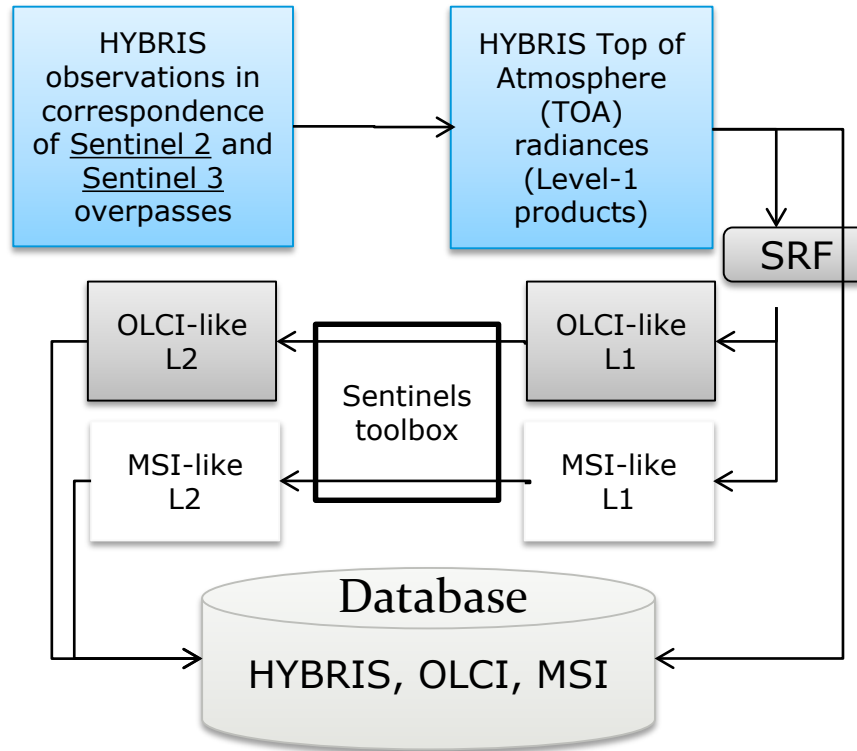 HYBRIS
observations in
correspondence
of Sentinel 2 and
Sentinel 3
overpasses
HYBRIS Top of
Atmosphere
(TOA)
radiances
(Level-1
products)
SRF
OLCI-like
L2
Sentinels
toolbox
OLCI-like
L1
MSI-like
L2
MSI-like
L1
Database
HYBRIS, OLCI, MSI